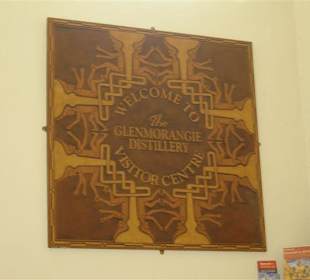 WELCOME TO
The
GLENMORANGIE
DISTILLERY
VISITOR CENTRE